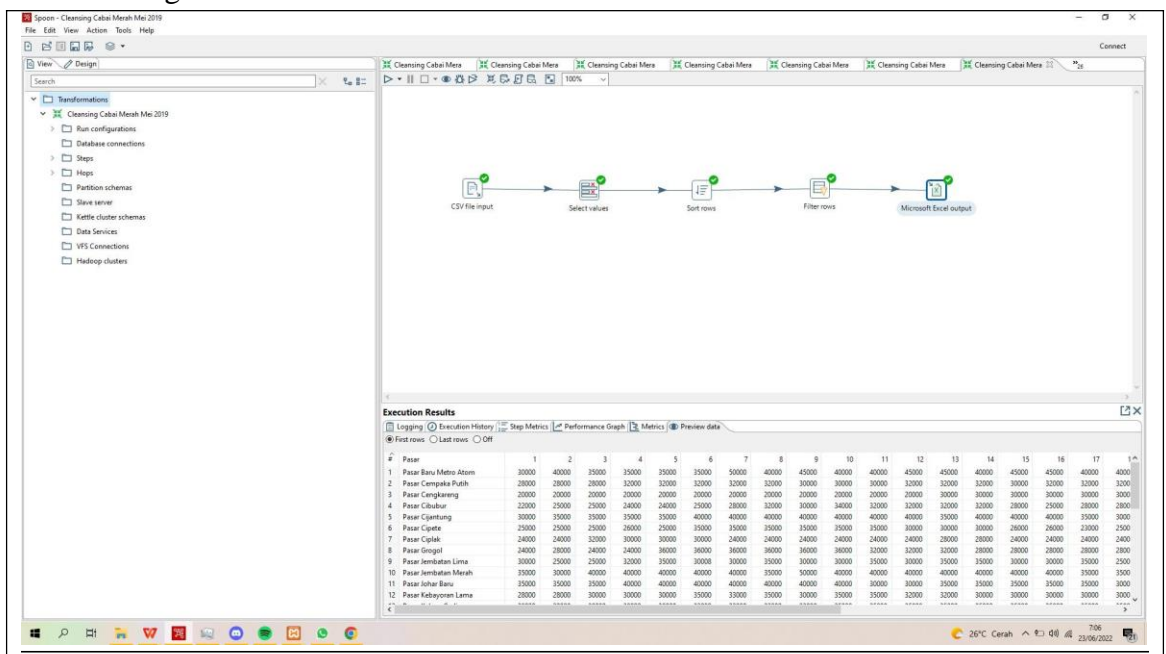 Spoon - Cleansing Cabai Merah Mei 2019
File Edit View Action Tools Help
Connect
View Design
Search
Transformations
Cleansing Cabai Merah Mei 2019
Run configurations
Database connections
Steps
Hops
Partition schemas
Slave server
Kettle cluster schemas
Data Services
VFS Connections
Hadoop clusters
Cleansing Cabai Mera Cleansing Cabai Mera Cleansing Cabai Mera Cleansing Cabai Mera Cleansing Cabai Mera Cleansing Cabai Mera Cleansing Cabai Mera
100%
CSV file input Select values Sort rows Filter rows Microsoft Excel output
Execution Results
Logging Execution History Step Metrics Performance Graph Metrics Preview data
First rows Last rows Off
# Pasar 1 2 3 4 5 6 7 8 9 10 11 12 13 14 15 16 17
1 Pasar Baru Metro Atom 30000 40000 35000 35000 35000 35000 50000 40000 45000 40000 40000 45000 45000 40000 45000 45000 40000 4000
2 Pasar Cempaka Putih 28000 28000 28000 32000 32000 32000 32000 32000 30000 30000 30000 32000 32000 32000 32000 32000 32000 3200
3 Pasar Cengkareng 20000 20000 20000 20000 20000 20000 20000 20000 20000 20000 20000 30000 30000 30000 30000 30000 30000 3000
4 Pasar Cibubur 22000 25000 25000 24000 24000 25000 28000 32000 30000 34000 32000 32000 32000 32000 28000 25000 28000 2800
5 Pasar Cijantung 30000 35000 35000 35000 35000 40000 40000 40000 40000 40000 40000 40000 35000 40000 40000 40000 35000 3000
6 Pasar Cipete 25000 25000 25000 26000 25000 35000 35000 35000 35000 35000 35000 30000 30000 30000 26000 26000 23000 2500
7 Pasar Ciplak 24000 24000 32000 30000 30000 24000 30000 24000 24000 24000 24000 24000 28000 28000 24000 24000 24000 2400
8 Pasar Grogol 24000 28000 24000 24000 36000 36000 36000 36000 36000 36000 32000 32000 32000 28000 28000 28000 28000 2800
9 Pasar Jembatan Lima 30000 25000 25000 32000 35000 30008 30000 35000 30000 30000 35000 35000 25000 30000 30000 35000 35000 2500
10 Pasar Jembatan Merah 35000 30000 40000 40000 40000 40000 40000 35000 50000 40000 40000 40000 40000 40000 40000 40000 35000 3500
11 Pasar Johar Baru 35000 35000 35000 40000 40000 40000 40000 40000 40000 40000 30000 30000 35000 35000 35000 35000 35000 3000
12 Pasar Kebayoran Lama 28000 28000 30000 30000 30000 35000 33000 35000 30000 35000 35000 32000 30000 30000 30000 30000 30000 3000
26°C Cerah
7:06
23/06/2022